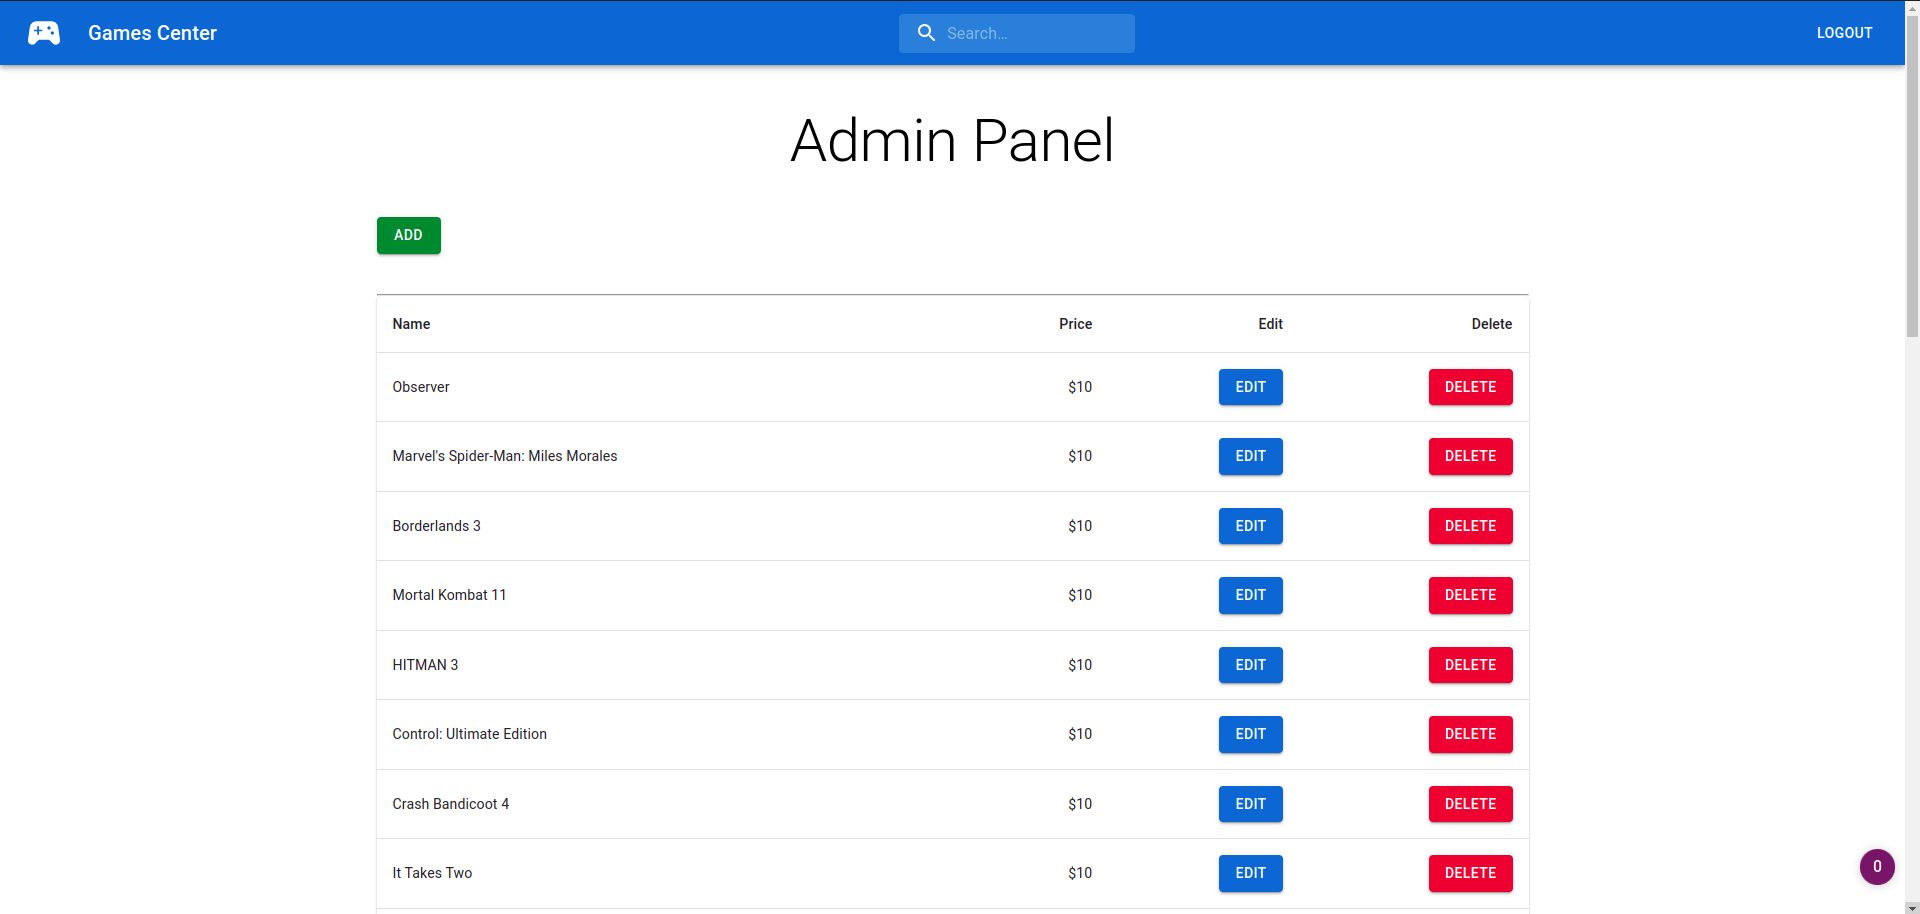 Games Center
Search...
LOGOUT
Admin Panel
ADD
Name Price Edit Delete
Observer $10 EDIT DELETE
Marvel's Spider-Man: Miles Morales $10 EDIT DELETE
Borderlands 3 $10 EDIT DELETE
Mortal Kombat 11 $10 EDIT DELETE
HITMAN 3 $10 EDIT DELETE
Control: Ultimate Edition $10 EDIT DELETE
Crash Bandicoot 4 $10 EDIT DELETE
It Takes Two $10 EDIT DELETE
0